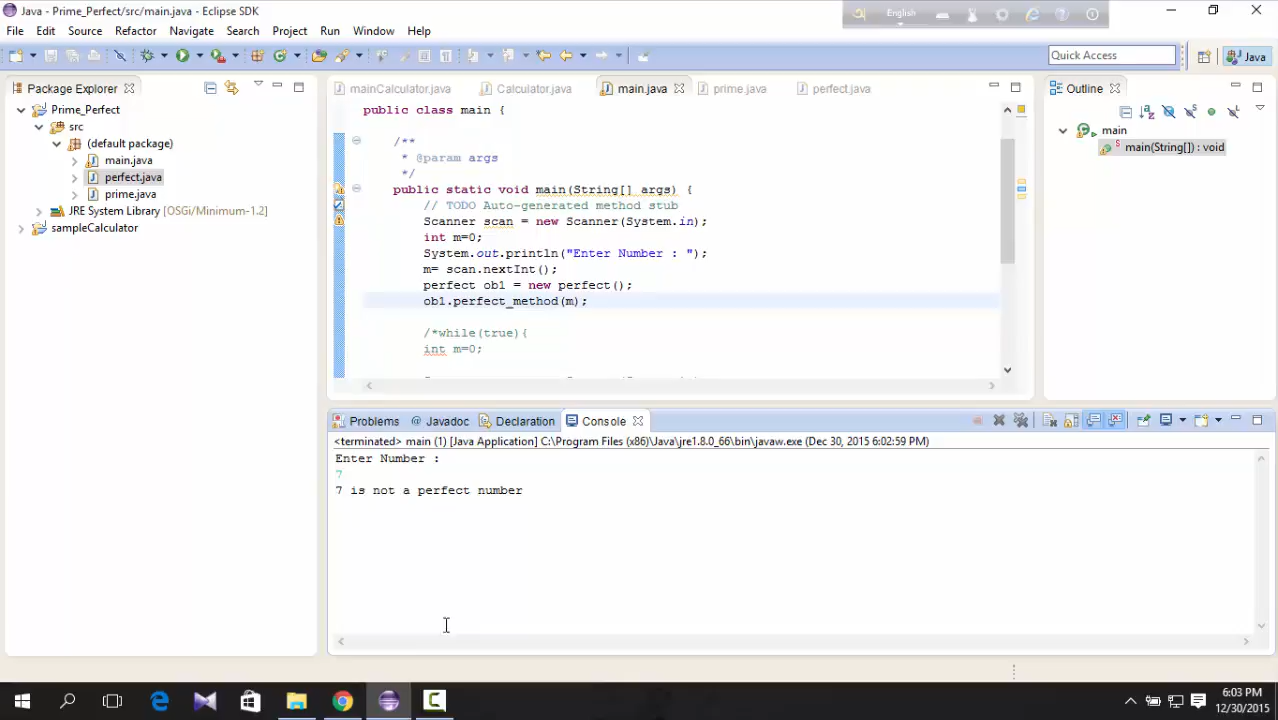 Java - Prime_Perfect/src/main.java - Eclipse SDK
English
File Edit Source Refactor Navigate Search Project Run Window Help
Quick Access
Java
Package Explorer
Prime_Perfect
src
(default package)
main.java
perfect.java
prime.java
JRE System Library [OSGi/Minimum-1.2]
sampleCalculator
mainCalculator.java Calculator.java main.java prime.java perfect.java
public class main {
/**
* @param args
*/
public static void main(String[] args) {
// TODO Auto-generated method stub
Scanner scan = new Scanner(System.in);
int m=0;
System.out.println("Enter Number : ");
m= scan.nextInt();
perfect ob1 = new perfect();
ob1.perfect_method(m);
/*while(true){
int m=0;
Outline
main
main(String[]) : void
Problems Javadoc Declaration Console
<terminated> main (1) [Java Application] C:\Program Files (x86)\Java\jre1.8.0_66\bin\javaw.exe (Dec 30, 2015 6:02:59 PM)
Enter Number :
7
7 is not a perfect number
6:03 PM
12/30/2015